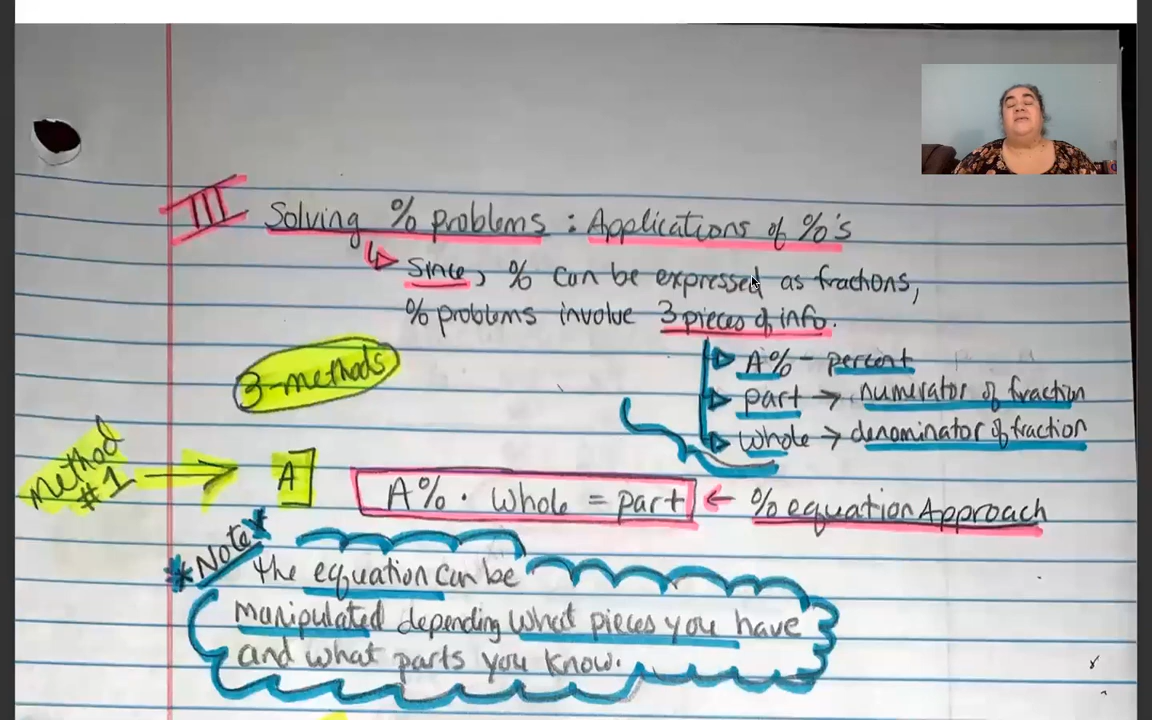 III Solving % problems : Applications of %'s
Since, % can be expressed as fractions,
% problems involve 3 pieces of info.
A% - percent
part → numerator of fraction
whole → denominator of fraction
3-methods
Method #1 → A A% · whole = part ← % equation Approach
*Note*
the equation can be
manipulated depending what pieces you have
and what parts you know.